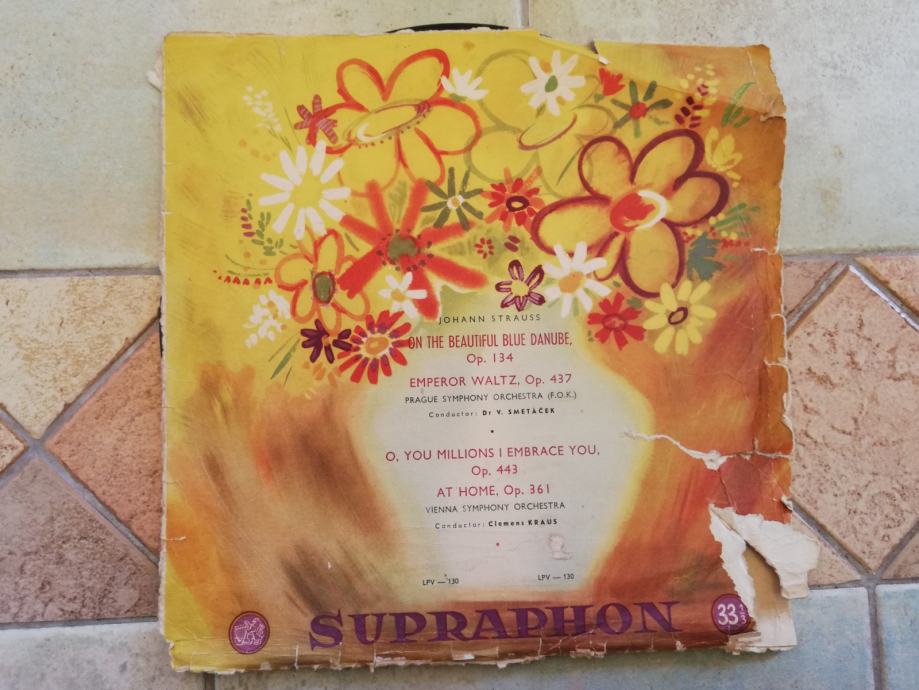 JOHANN STRAUSS
ON THE BEAUTIFUL BLUE DANUBE,
Op. 134
EMPEROR WALTZ, Op. 437
PRAGUE SYMPHONY ORCHESTRA (F.O.K.)
Conductor: Dr V. SMETÁČEK
O, YOU MILLIONS I EMBRACE YOU,
Op. 443
AT HOME, Op. 361
VIENNA SYMPHONY ORCHESTRA
Conductor: Clemens KRAUS
LPV — 130 LPV — 130
SUPRAPHON 33⅓